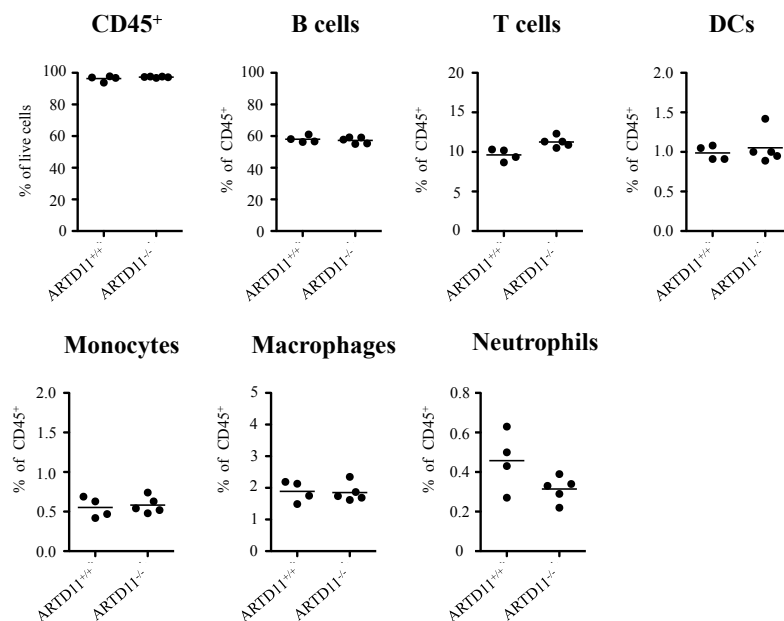 CD45⁺
B cells
T cells
DCs
% of live cells
100
80
60
40
20
0
ARTD11⁺/⁺
ARTD11⁻/⁻
% of CD45⁺
100
80
60
40
20
0
ARTD11⁺/⁺
ARTD11⁻/⁻
% of CD45⁺
20
15
10
5
0
ARTD11⁺/⁺
ARTD11⁻/⁻
% of CD45⁺
2.0
1.5
1.0
0.5
0.0
ARTD11⁺/⁺
ARTD11⁻/⁻
Monocytes
Macrophages
Neutrophils
% of CD45⁺
2.0
1.5
1.0
0.5
0.0
ARTD11⁺/⁺
ARTD11⁻/⁻
% of CD45⁺
5
4
3
2
1
0
ARTD11⁺/⁺
ARTD11⁻/⁻
% of CD45⁺
0.8
0.6
0.4
0.2
0
ARTD11⁺/⁺
ARTD11⁻/⁻